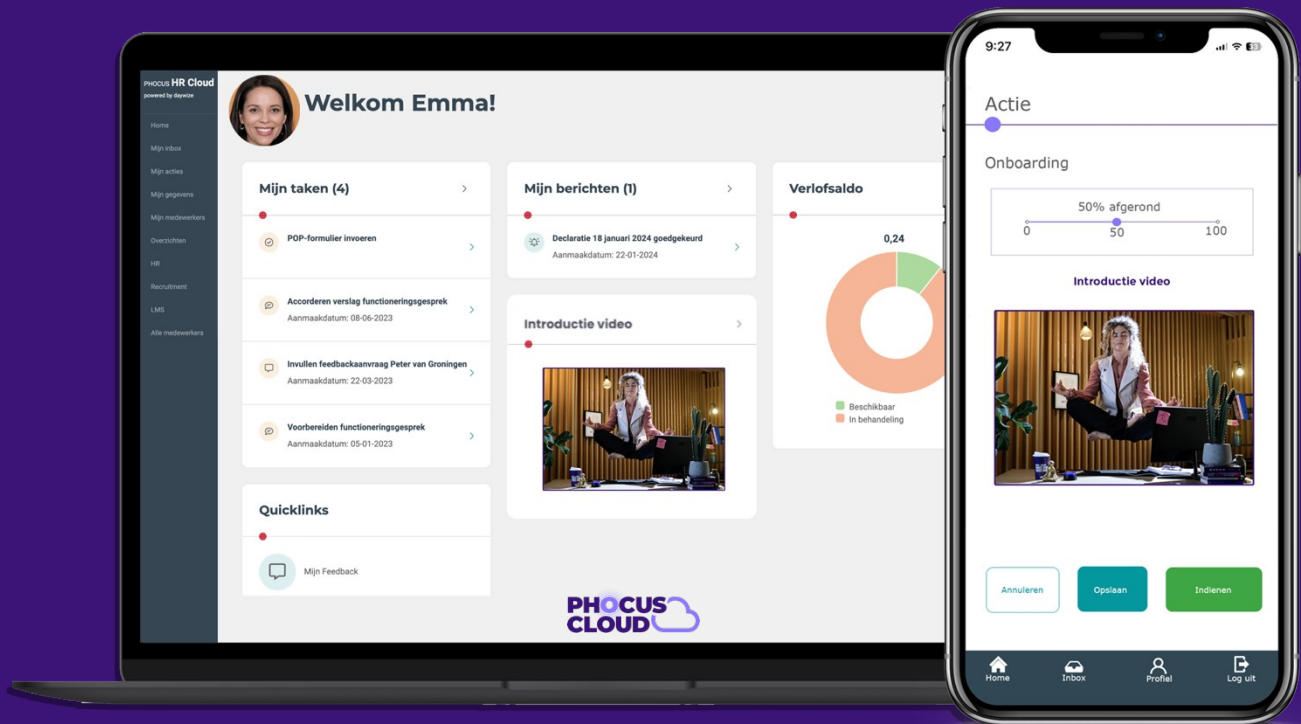 PHOCUS HR Cloud
powered by daywize
Home
Mijn inbox
Mijn acties
Mijn gegevens
Mijn medewerkers
Overzichten
HR
Recruitment
LMS
Alle medewerkers
Welkom Emma!
Mijn taken (4)
POP-formulier invoeren
Accorderen verslag functioneringsgesprek
Aanmaakdatum: 08-06-2023
Invullen feedbackaanvraag Peter van Groningen
Aanmaakdatum: 22-03-2023
Voorbereiden functioneringsgesprek
Aanmaakdatum: 05-01-2023
Quicklinks
Mijn Feedback
Mijn berichten (1)
Declaratie 18 januari 2024 goedgekeurd
Aanmaakdatum: 22-01-2024
Introductie video
Verlofsaldo
0,24
Beschikbaar
In behandeling
PHOCUS
CLOUD
9:27
Actie
Onboarding
50% afgerond
0 50 100
Introductie video
Annuleren Opslaan Indienen
Home Inbox Profiel Log uit